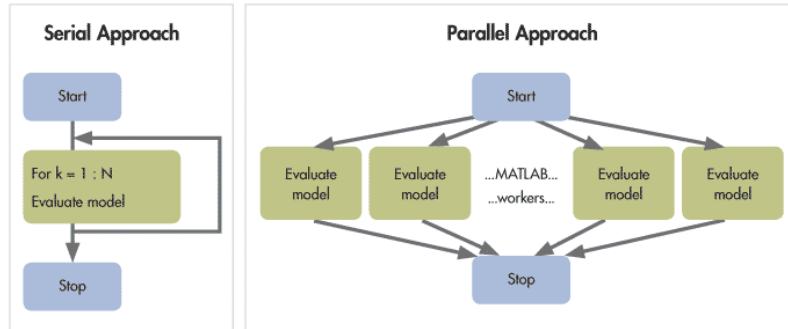 Serial Approach
Start
For k = 1 : N
Evaluate model
Stop
Parallel Approach
Start
Evaluate
model
Evaluate
model
...MATLAB...
...workers...
Evaluate
model
Evaluate
model
Stop